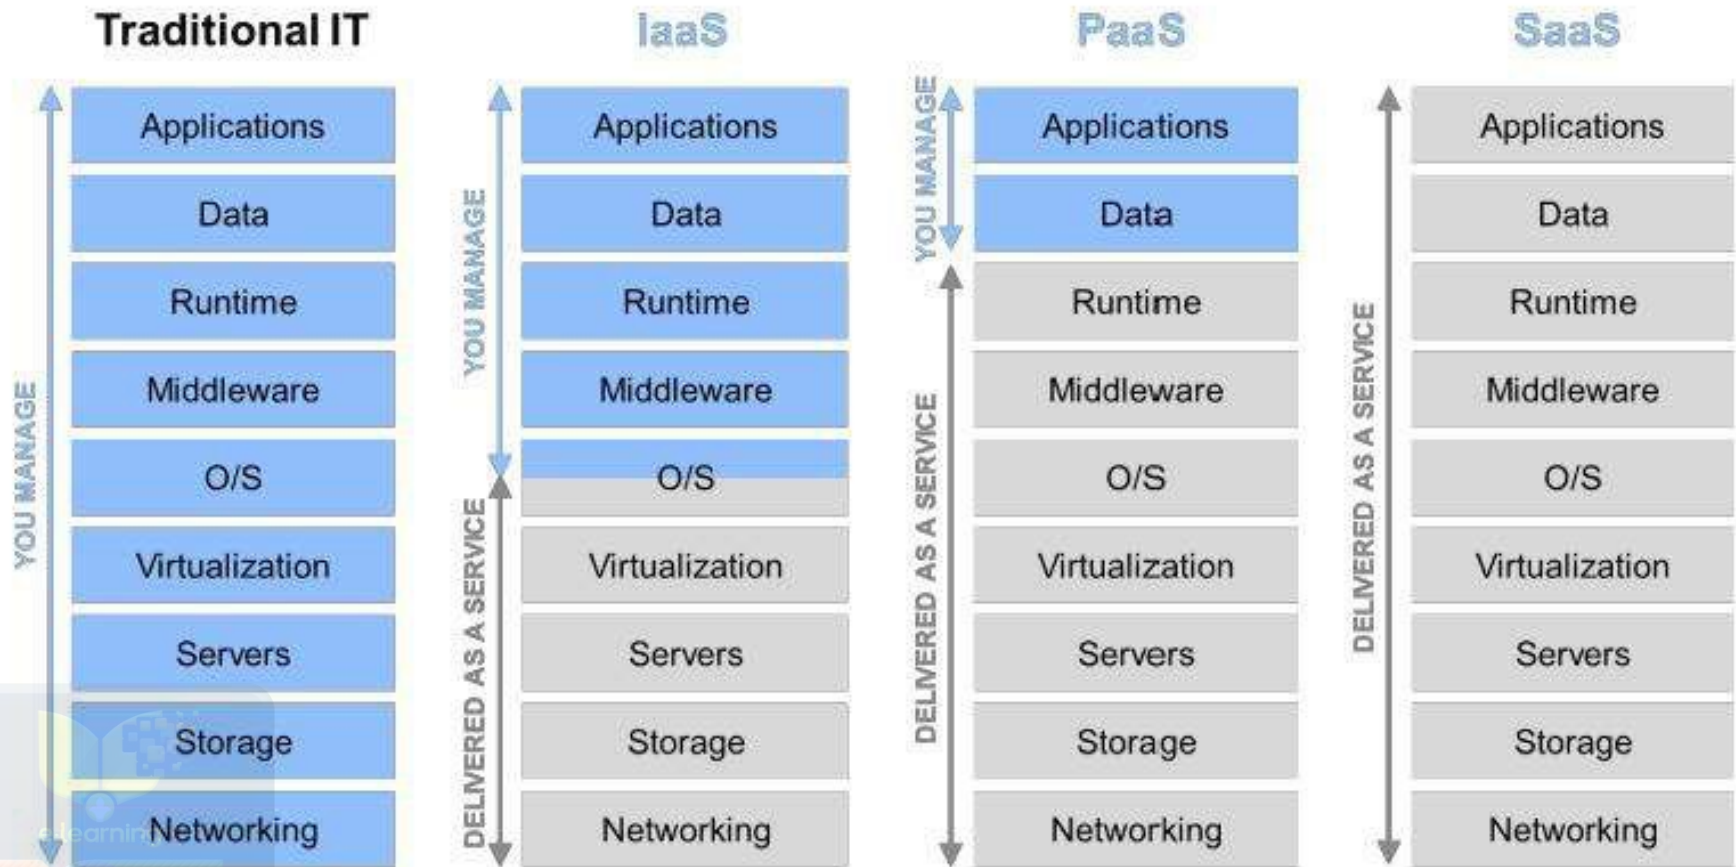 Traditional IT
YOU MANAGE
Applications
Data
Runtime
Middleware
O/S
Virtualization
Servers
Storage
Networking
IaaS
YOU MANAGE
DELIVERED AS A SERVICE
Applications
Data
Runtime
Middleware
O/S
Virtualization
Servers
Storage
Networking
PaaS
YOU MANAGE
DELIVERED AS A SERVICE
Applications
Data
Runtime
Middleware
O/S
Virtualization
Servers
Storage
Networking
SaaS
DELIVERED AS A SERVICE
Applications
Data
Runtime
Middleware
O/S
Virtualization
Servers
Storage
Networking